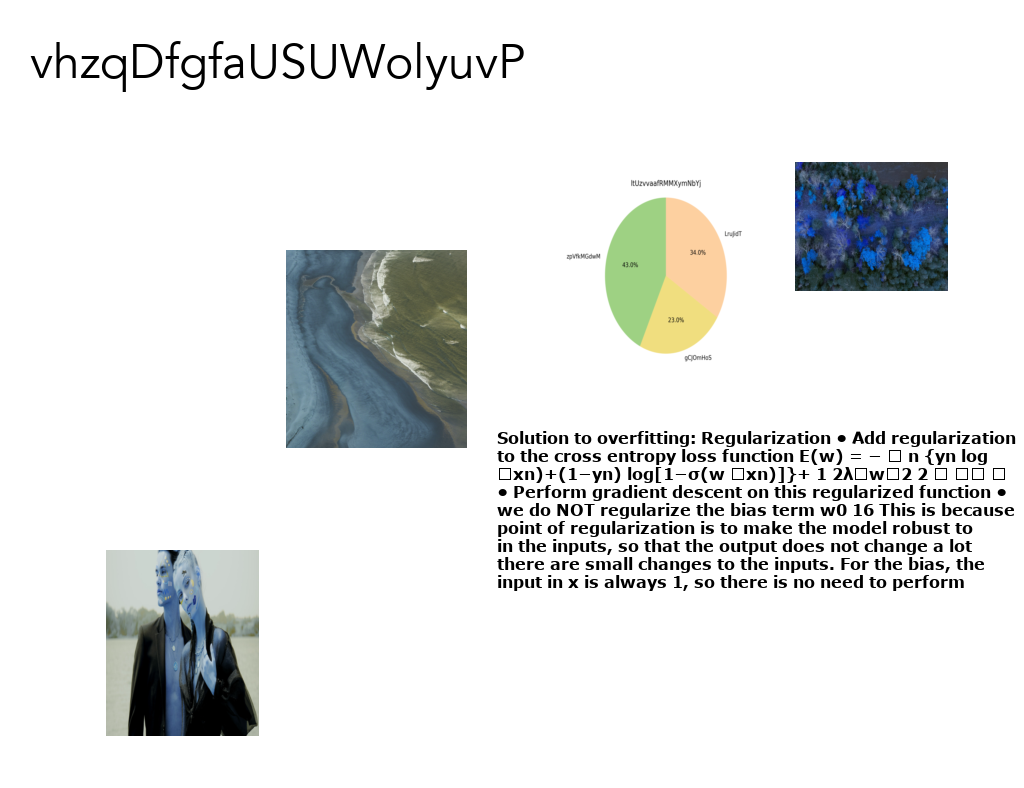 vhzqDfgfaUSUWolyuvP
ltUzvvaafRMMXymNbYj
LrujidT
zpVfkMGdwM
34.0%
43.0%
23.0%
gCjOmHoS
Solution to overfitting: Regularization ● Add regularization
to the cross entropy loss function E(w) = − □ n {yn log
□xn)+(1−yn) log[1−σ(w □xn)]}+ 1 2λ□w□2 2 □ □□ □
● Perform gradient descent on this regularized function ●
we do NOT regularize the bias term w0 16 This is because
point of regularization is to make the model robust to
in the inputs, so that the output does not change a lot
there are small changes to the inputs. For the bias, the
input in x is always 1, so there is no need to perform